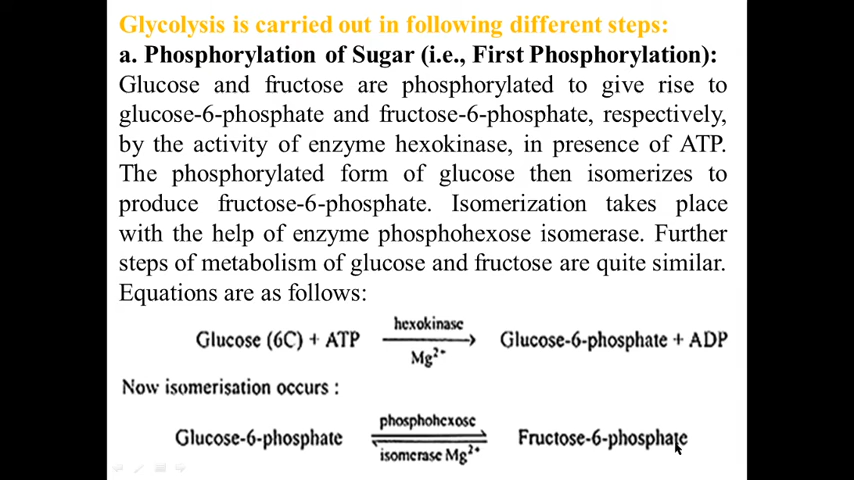 Glycolysis is carried out in following different steps:
a. Phosphorylation of Sugar (i.e., First Phosphorylation):
Glucose and fructose are phosphorylated to give rise to
glucose-6-phosphate and fructose-6-phosphate, respectively,
by the activity of enzyme hexokinase, in presence of ATP.
The phosphorylated form of glucose then isomerizes to
produce fructose-6-phosphate. Isomerization takes place
with the help of enzyme phosphohexose isomerase. Further
steps of metabolism of glucose and fructose are quite similar.
Equations are as follows:
hexokinase
Glucose (6C) + ATP → Glucose-6-phosphate + ADP
Mg²⁺
Now isomerisation occurs :
phosphohexose
Glucose-6-phosphate ⇌ Fructose-6-phosphate
isomerase Mg²⁺